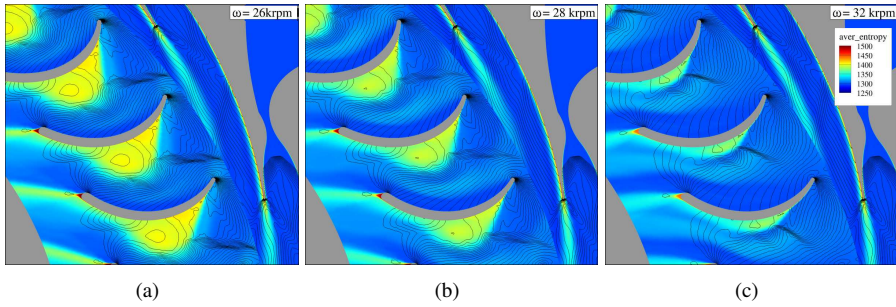 ω= 26krpm
ω= 28 krpm
ω= 32 krpm
aver_entropy
1500
1450
1400
1350
1300
1250
(a)
(b)
(c)